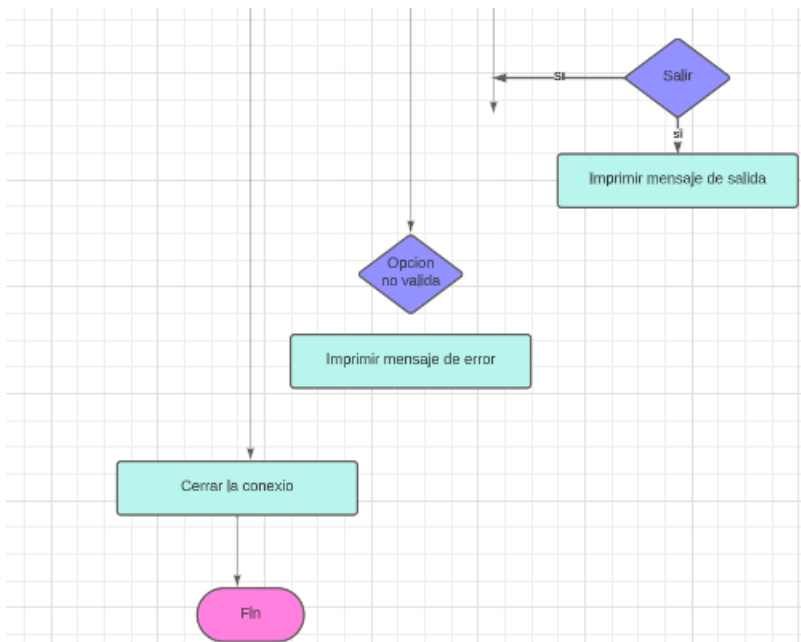 Salir
SI
si
Imprimir mensaje de salida
Opcion
no valida
Imprimir mensaje de error
Cerrar la conexio
Fin